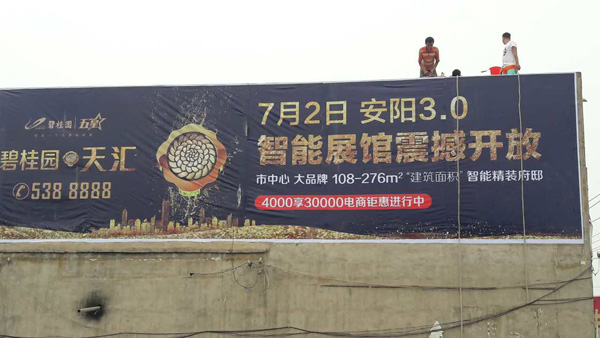 碧桂园 五星
碧桂园 天汇
538 8888
7月2日 安阳3.0
智能展馆震撼开放
市中心 大品牌 108-276m² "建筑面积" 智能精装府邸
4000享30000电商钜惠进行中